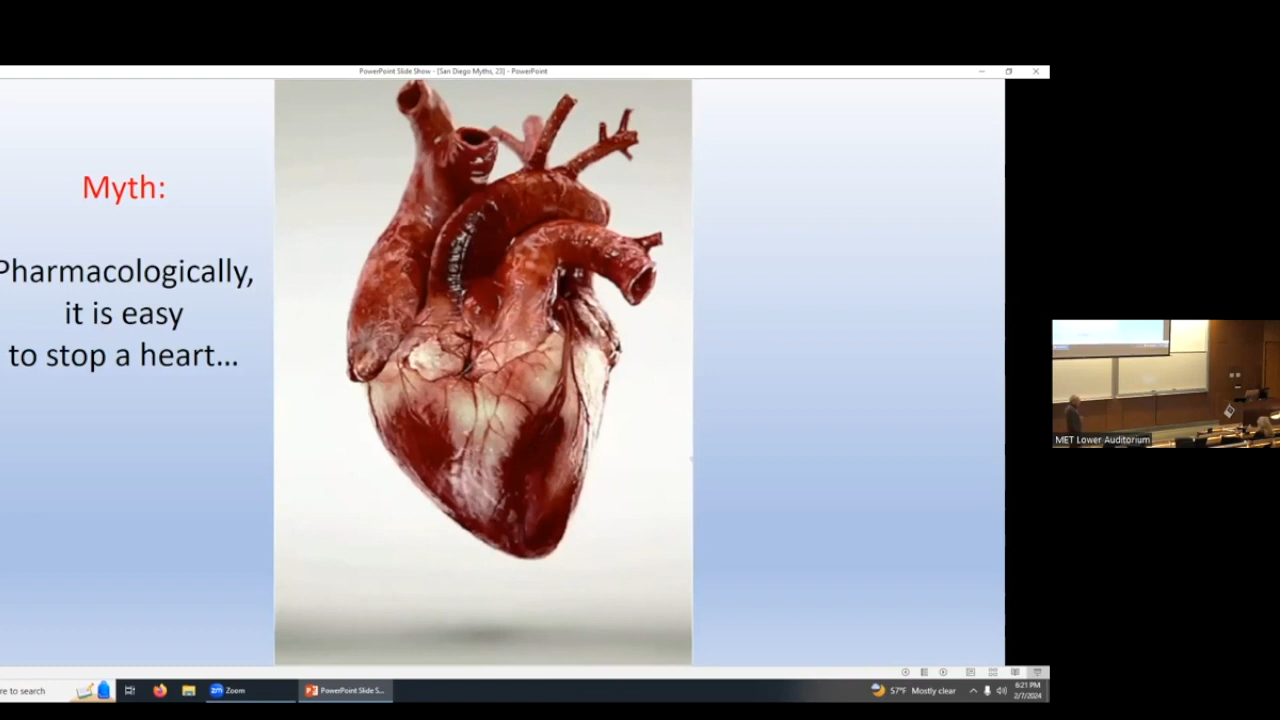 PowerPoint Slide Show - [San Diego Myths, 23] - PowerPoint
Myth:
Pharmacologically,
it is easy
to stop a heart...
MET Lower Auditorium
re to search
zm Zoom
PowerPoint Slide S...
57°F Mostly clear
6:21 PM
2/7/2024